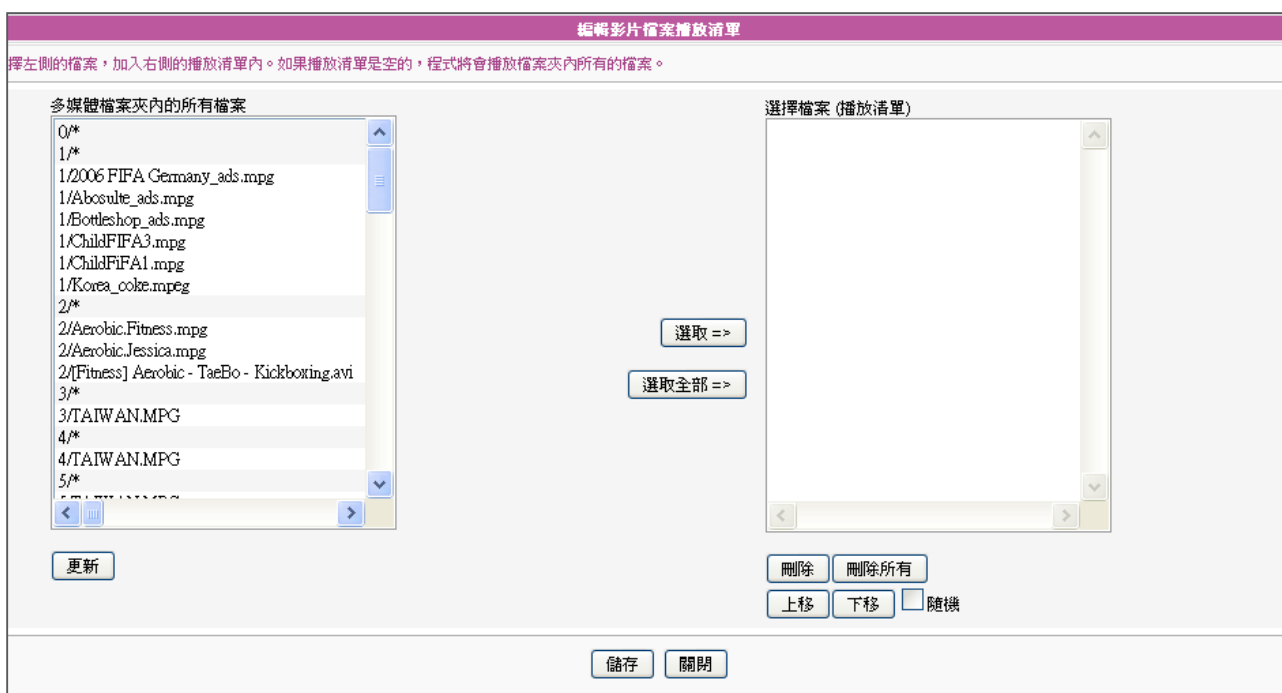 編輯影片檔案播放清單
擇左側的檔案，加入右側的播放清單內。如果播放清單是空的，程式將會播放檔案夾內所有的檔案。
多媒體檔案夾內的所有檔案
0/*
1/*
1/2006 FIFA Germany_ads.mpg
1/Abosulte_ads.mpg
1/Bottleshop_ads.mpg
1/ChildFIFA3.mpg
1/ChildFiFA1.mpg
1/Korea_coke.mpeg
2/*
2/Aerobic.Fitness.mpg
2/Aerobic.Jessica.mpg
2/[Fitness] Aerobic - TaeBo - Kickboxing.avi
3/*
3/TAIWAN.MPG
4/*
4/TAIWAN.MPG
5/*
更新
選取 =>
選取全部 =>
選擇檔案 (播放清單)
刪除 刪除所有
上移 下移 隨機
儲存 關閉